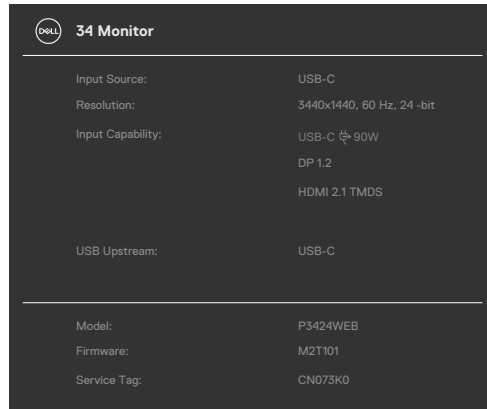 DELL 34 Monitor
Input Source: USB-C
Resolution: 3440x1440, 60 Hz, 24 -bit
Input Capability: USB-C 90W
DP 1.2
HDMI 2.1 TMDS
USB Upstream: USB-C
Model: P3424WEB
Firmware: M2T101
Service Tag: CN073K0